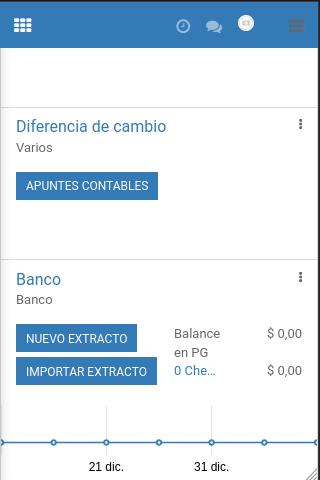 Diferencia de cambio
Varios
APUNTES CONTABLES
Banco
Banco
NUEVO EXTRACTO
IMPORTAR EXTRACTO
Balance $ 0,00
en PG
0 Che... $ 0,00
21 dic. 31 dic.